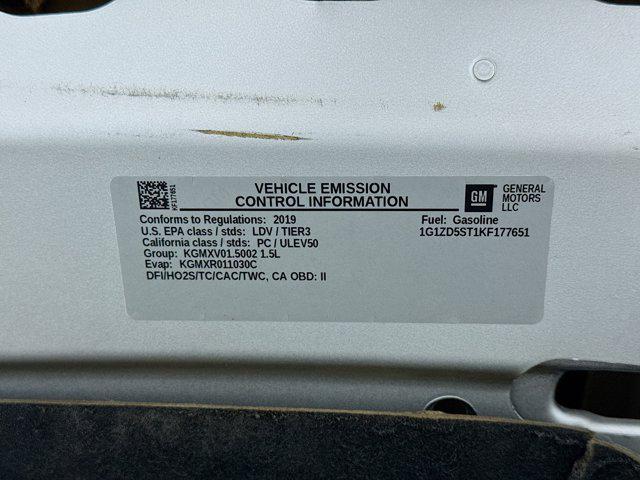 KF177651
VEHICLE EMISSION
CONTROL INFORMATION
GM
GENERAL
MOTORS
LLC
Conforms to Regulations: 2019
Fuel: Gasoline
U.S. EPA class / stds: LDV / TIER3
1G1ZD5ST1KF177651
California class / stds: PC / ULEV50
Group: KGMXV01.5002 1.5L
Evap: KGMXR011030C
DFI/HO2S/TC/CAC/TWC, CA OBD: II